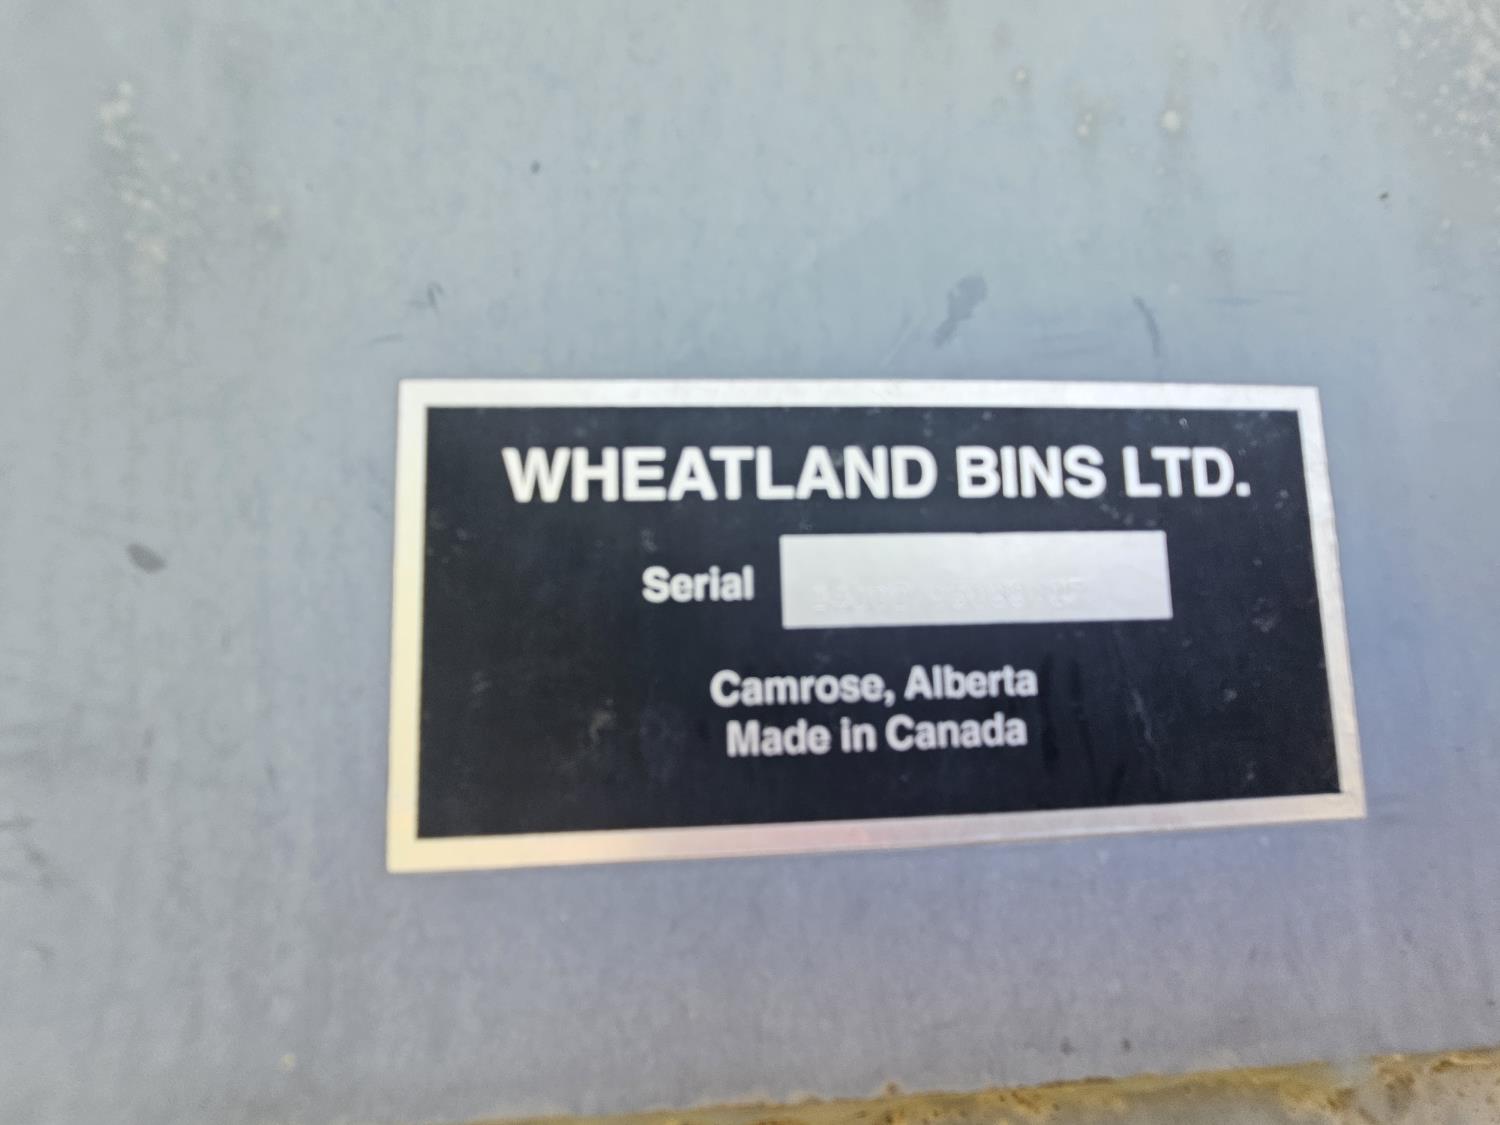 WHEATLAND BINS LTD.
Serial
Camrose, Alberta
Made in Canada